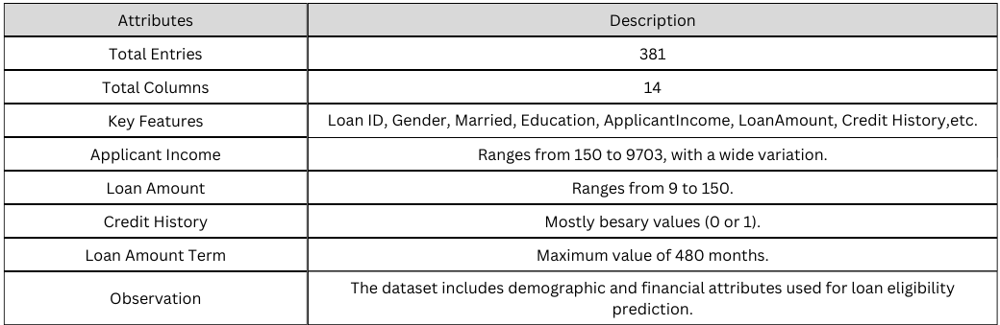 Attributes Description
Total Entries 381
Total Columns 14
Key Features Loan ID, Gender, Married, Education, ApplicantIncome, LoanAmount, Credit History,etc.
Applicant Income Ranges from 150 to 9703, with a wide variation.
Loan Amount Ranges from 9 to 150.
Credit History Mostly besary values (0 or 1).
Loan Amount Term Maximum value of 480 months.
Observation The dataset includes demographic and financial attributes used for loan eligibility
prediction.